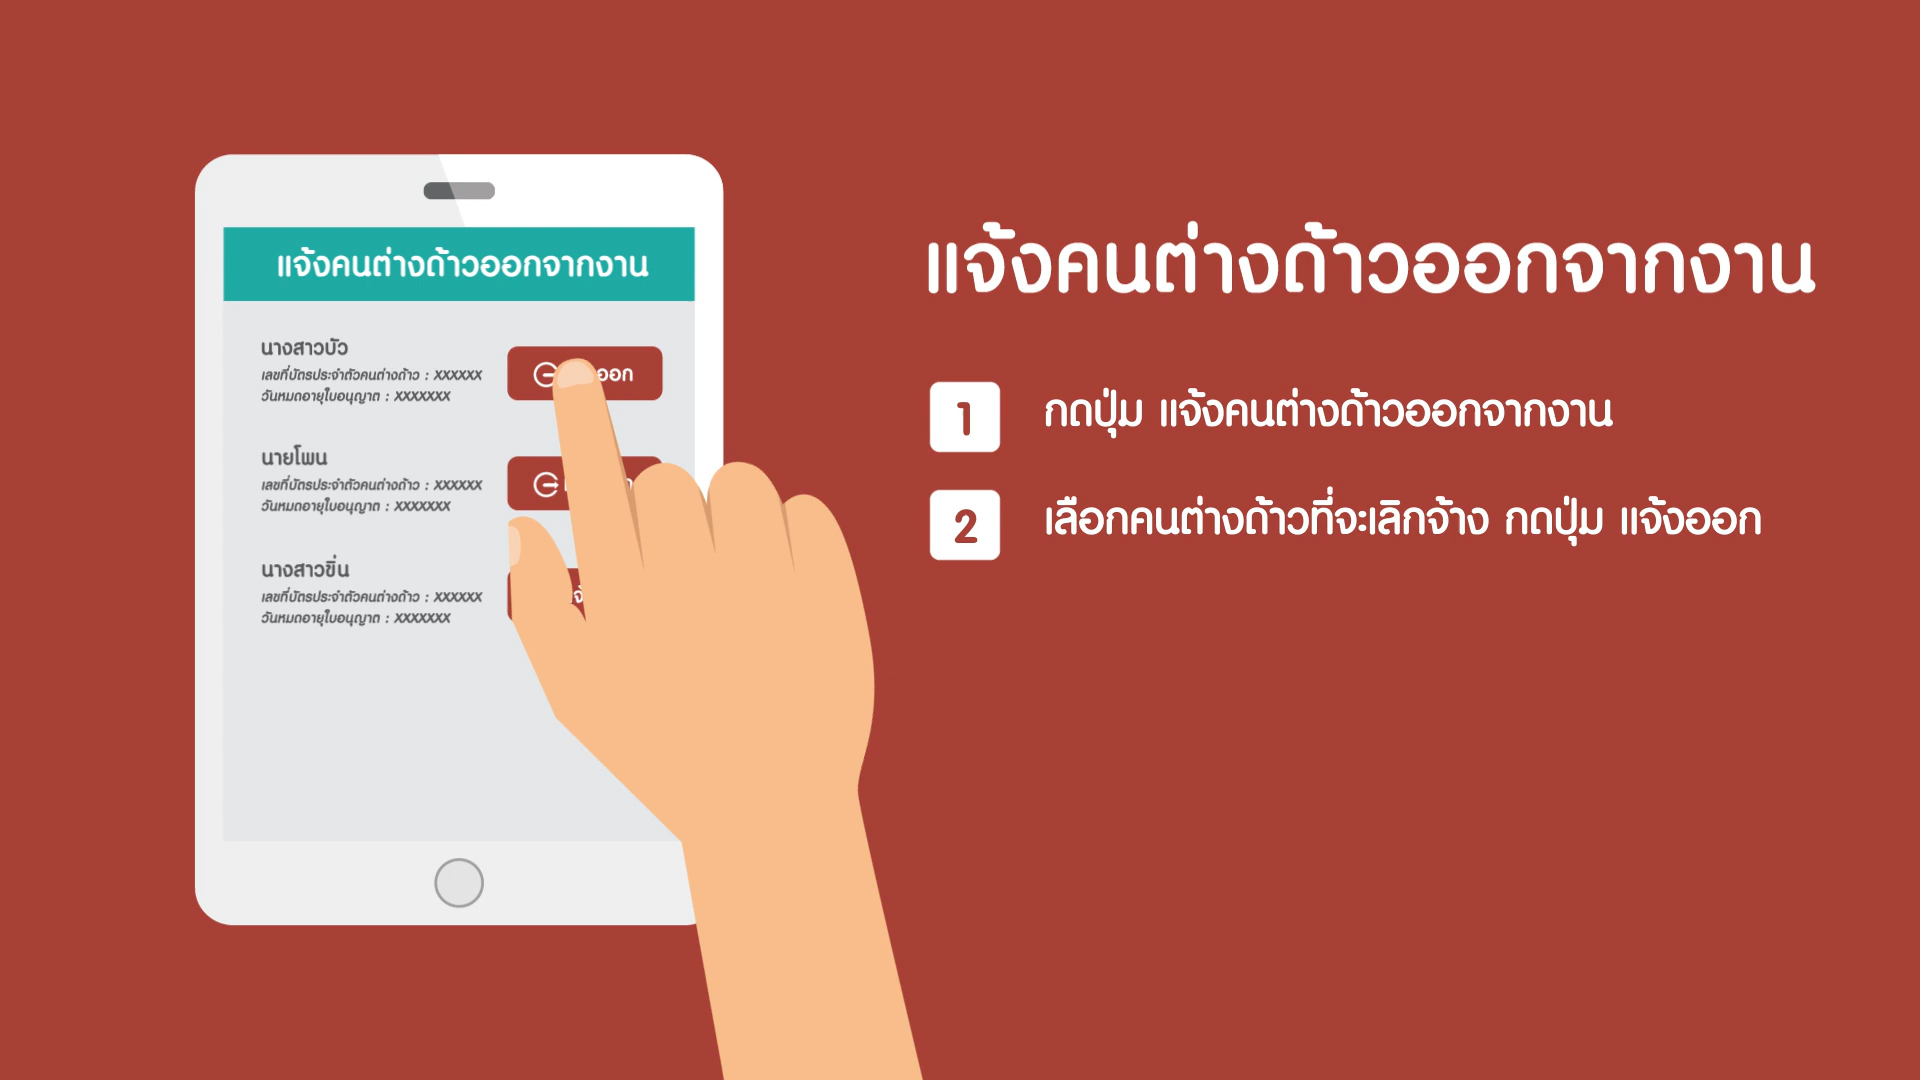 แจ้งคนต่างด้าวออกจากงาน
นางสาวบัว
เลขที่บัตรประจำตัวคนต่างด้าว : XXXXXX
วันหมดอายุใบอนุญาต : XXXXXXX
ออก
นายโพน
เลขที่บัตรประจำตัวคนต่างด้าว : XXXXXX
วันหมดอายุใบอนุญาต : XXXXXXX
นางสาวขิ่น
เลขที่บัตรประจำตัวคนต่างด้าว : XXXXXX
วันหมดอายุใบอนุญาต : XXXXXXX
แจ้งคนต่างด้าวออกจากงาน
1 กดปุ่ม แจ้งคนต่างด้าวออกจากงาน
2 เลือกคนต่างด้าวที่จะเลิกจ้าง กดปุ่ม แจ้งออก